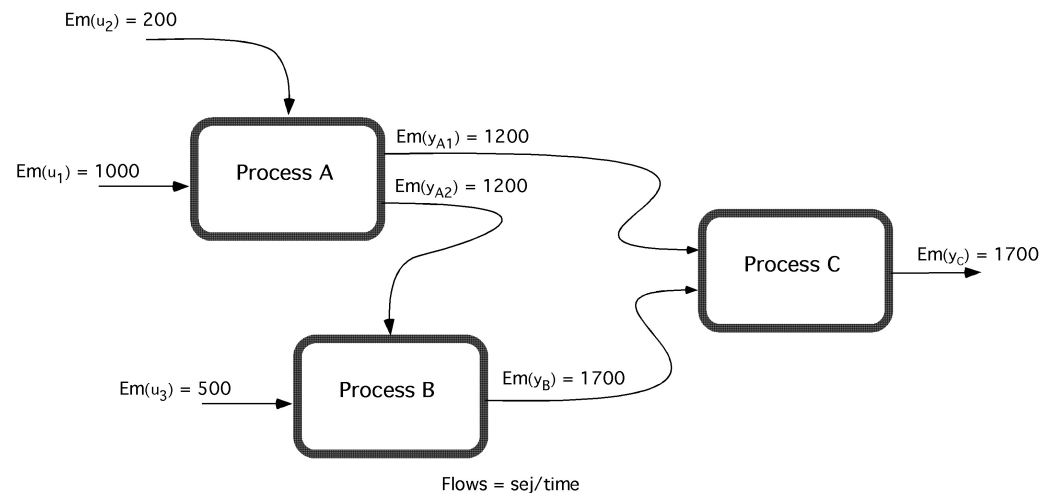 Em(u2) = 200
Em(yA1) = 1200
Process A
Em(u1) = 1000
Em(yA2) = 1200
Em(yC) = 1700
Process C
Em(yB) = 1700
Process B
Em(u3) = 500
Flows = sej/time